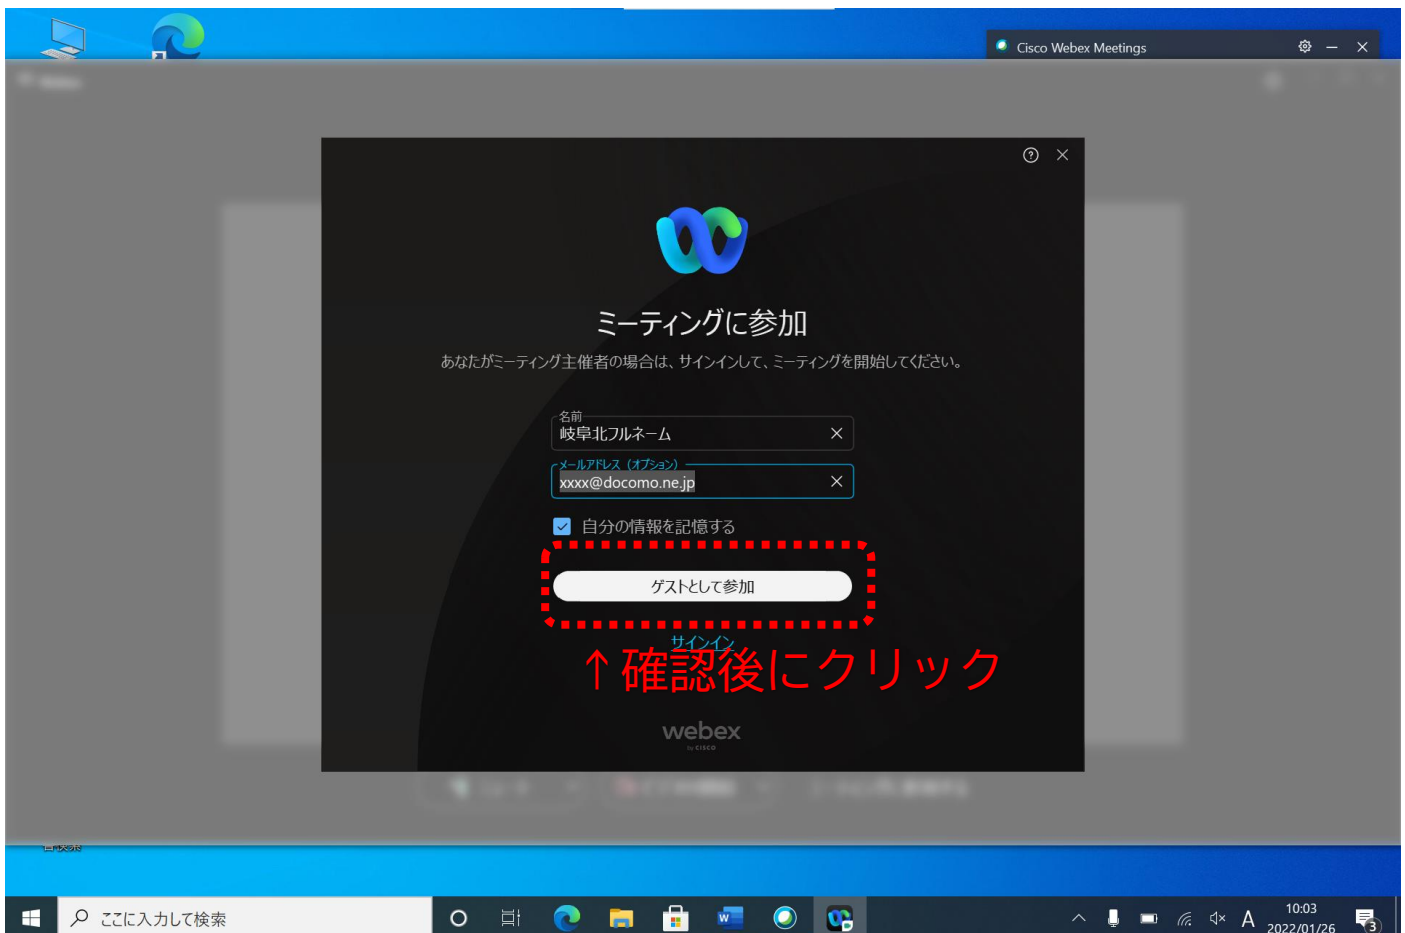 Cisco Webex Meetings
ミーティングに参加
あなたがミーティング主催者の場合は、サインインして、ミーティングを開始してください。
名前
岐阜北フルネーム
メールアドレス（オプション）
xxxx@docomo.ne.jp
自分の情報を記憶する
ゲストとして参加
サインイン
↑確認後にクリック
webex
by CISCO
ここに入力して検索
A
10:03
2022/01/26
3